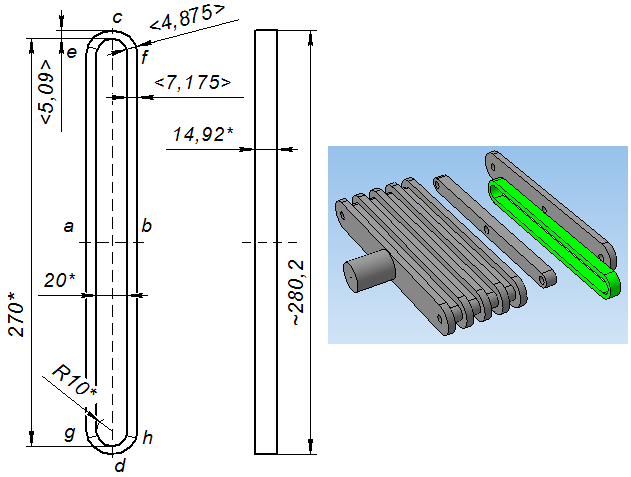 c
<4,875>
e
f
<5,09>
<7,175>
14,92*
a
b
20*
270*
~280,2
R10*
g
h
d